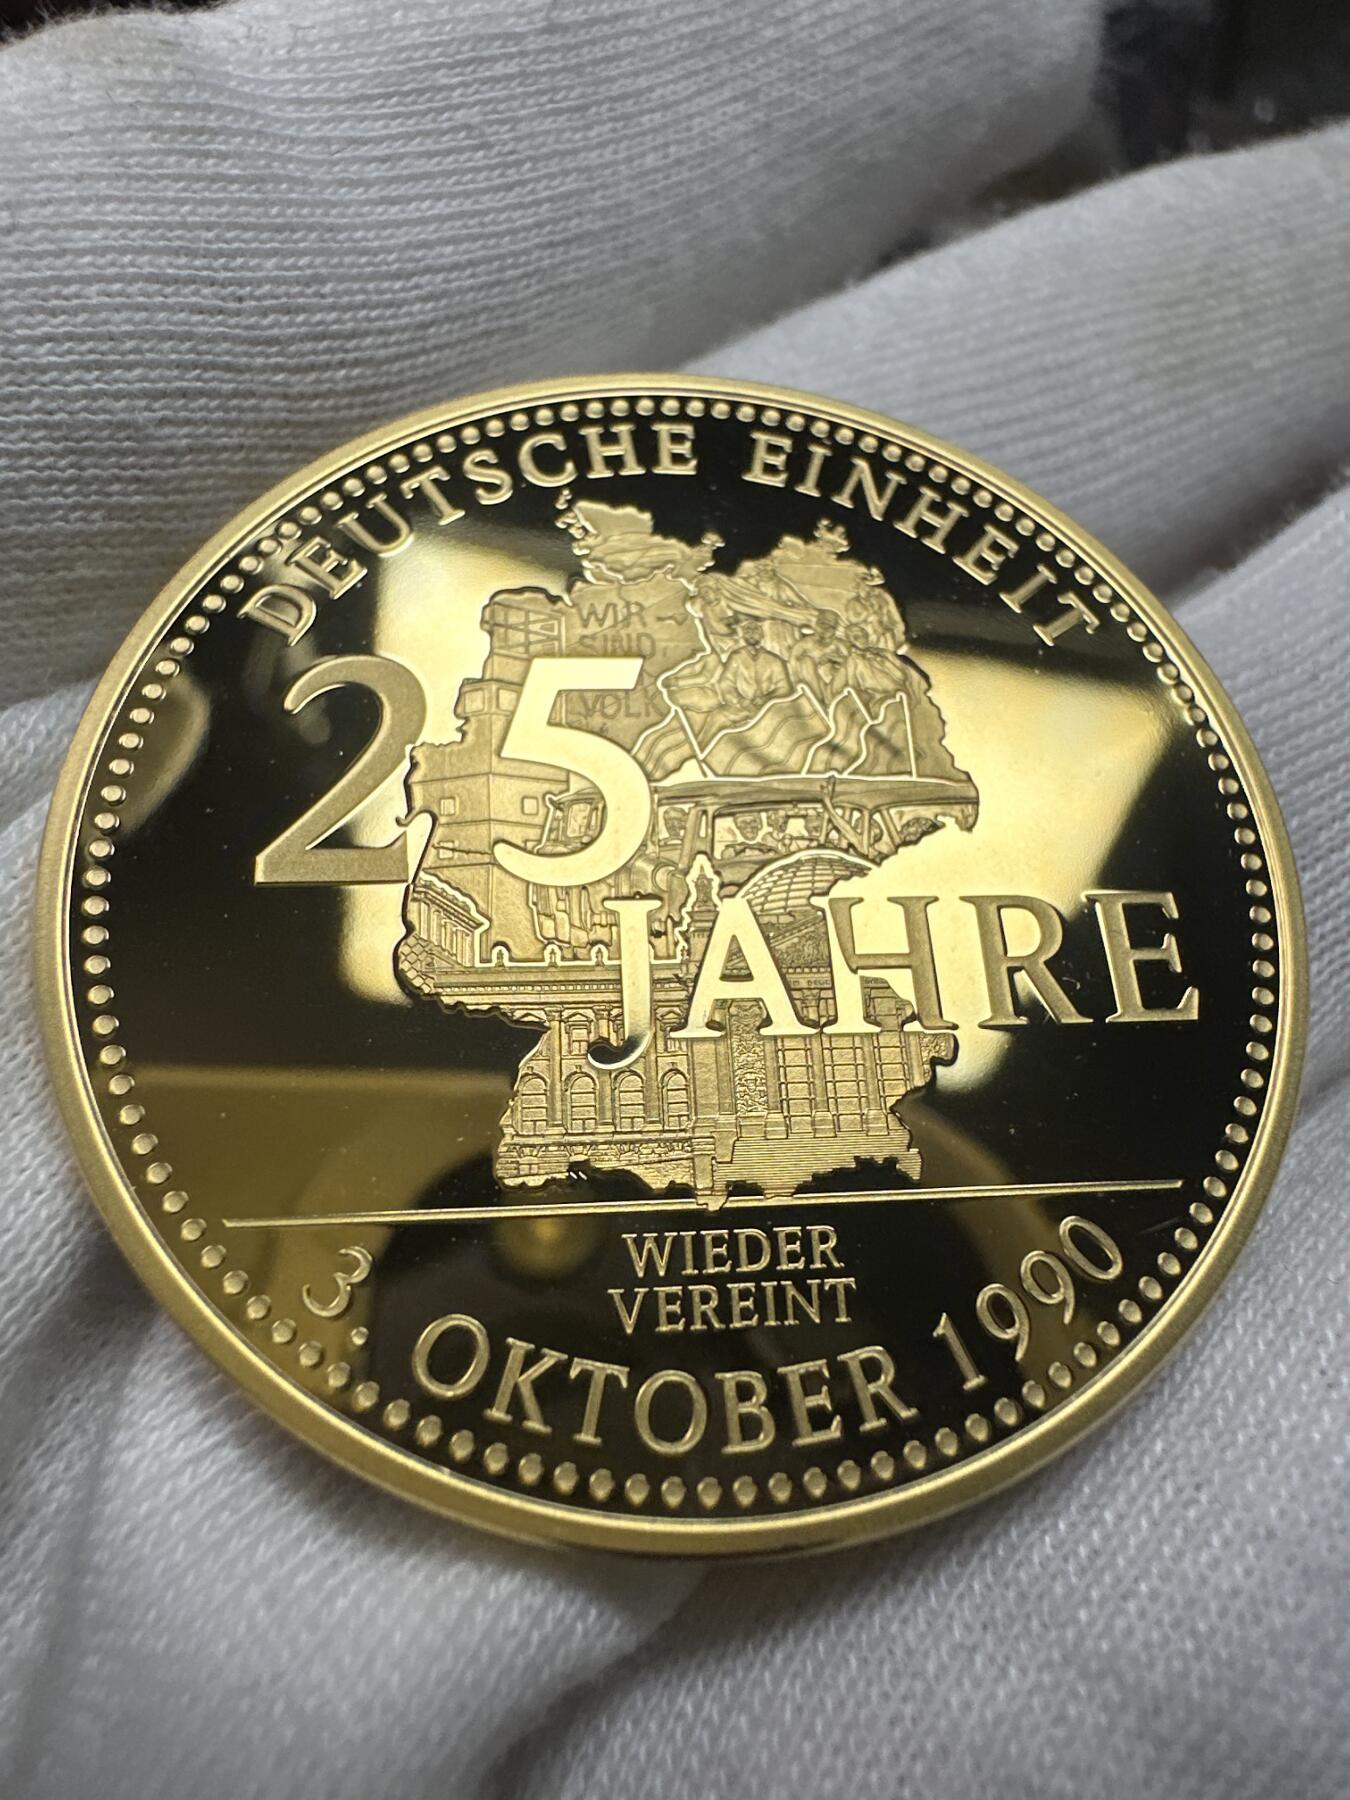 DEUTSCHE EINHEIT
WIR
SIND
VOLK
25
JAHRE
WIEDER
VEREINT
3. OKTOBER 1990